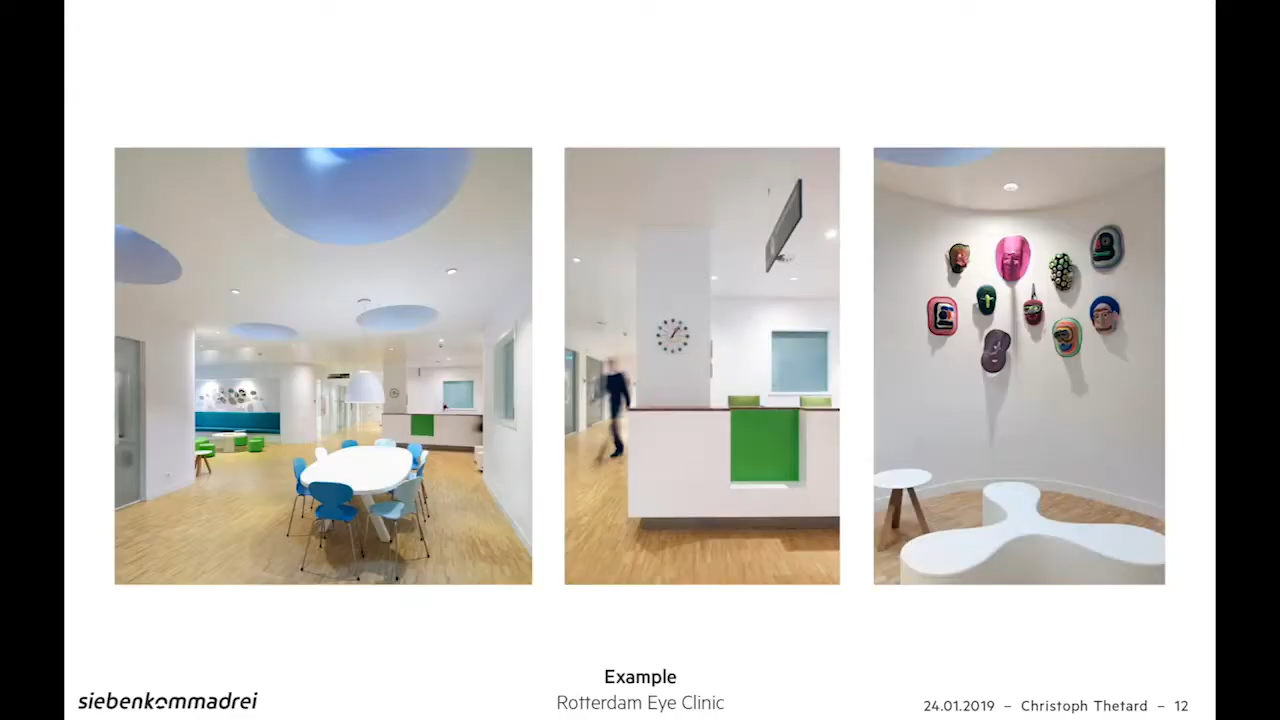 Example
Rotterdam Eye Clinic
siebenkommadrei
24.01.2019 – Christoph Thetard – 12